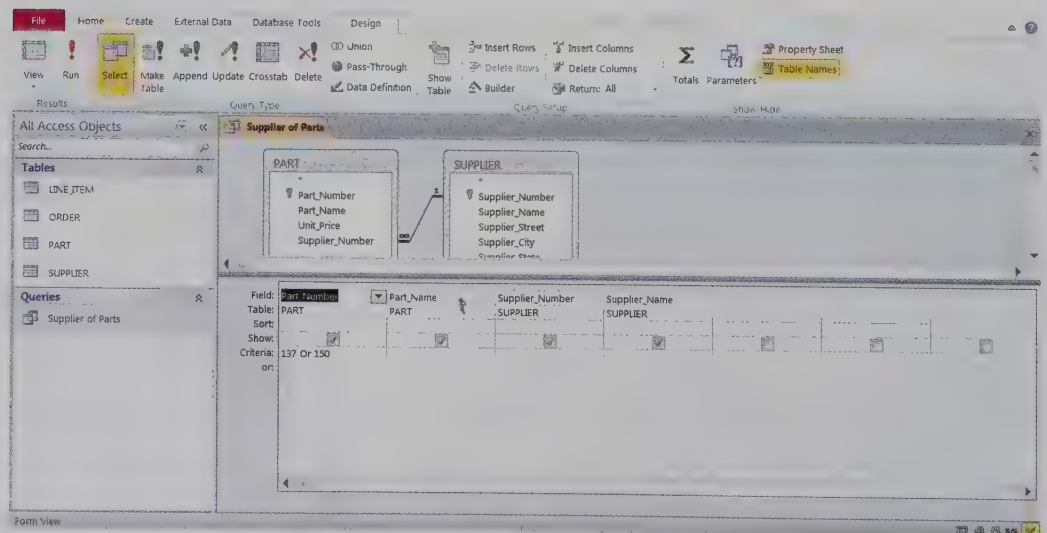 File Home Create External Data Database Tools Design
View Run Select Make Table Append Update Crosstab Delete
Union
Pass-Through
Data Definition
Show Table
Insert Rows
Delete Rows
Builder
Insert Columns
Delete Columns
Return: All
Totals Parameters
Property Sheet
Table Names
Results Query Type Query Setup Show/Hide
All Access Objects
Search...
Tables
LINE_ITEM
ORDER
PART
SUPPLIER
Queries
Supplier of Parts
Supplier of Parts
PART
*
Part_Number
Part_Name
Unit_Price
Supplier_Number
1
∞
SUPPLIER
*
Supplier_Number
Supplier_Name
Supplier_Street
Supplier_City
Supplier_State
Field: Part_Number Part_Name Supplier_Number Supplier_Name
Table: PART PART SUPPLIER SUPPLIER
Sort:
Show:
Criteria: 137 Or 150
or:
Form View